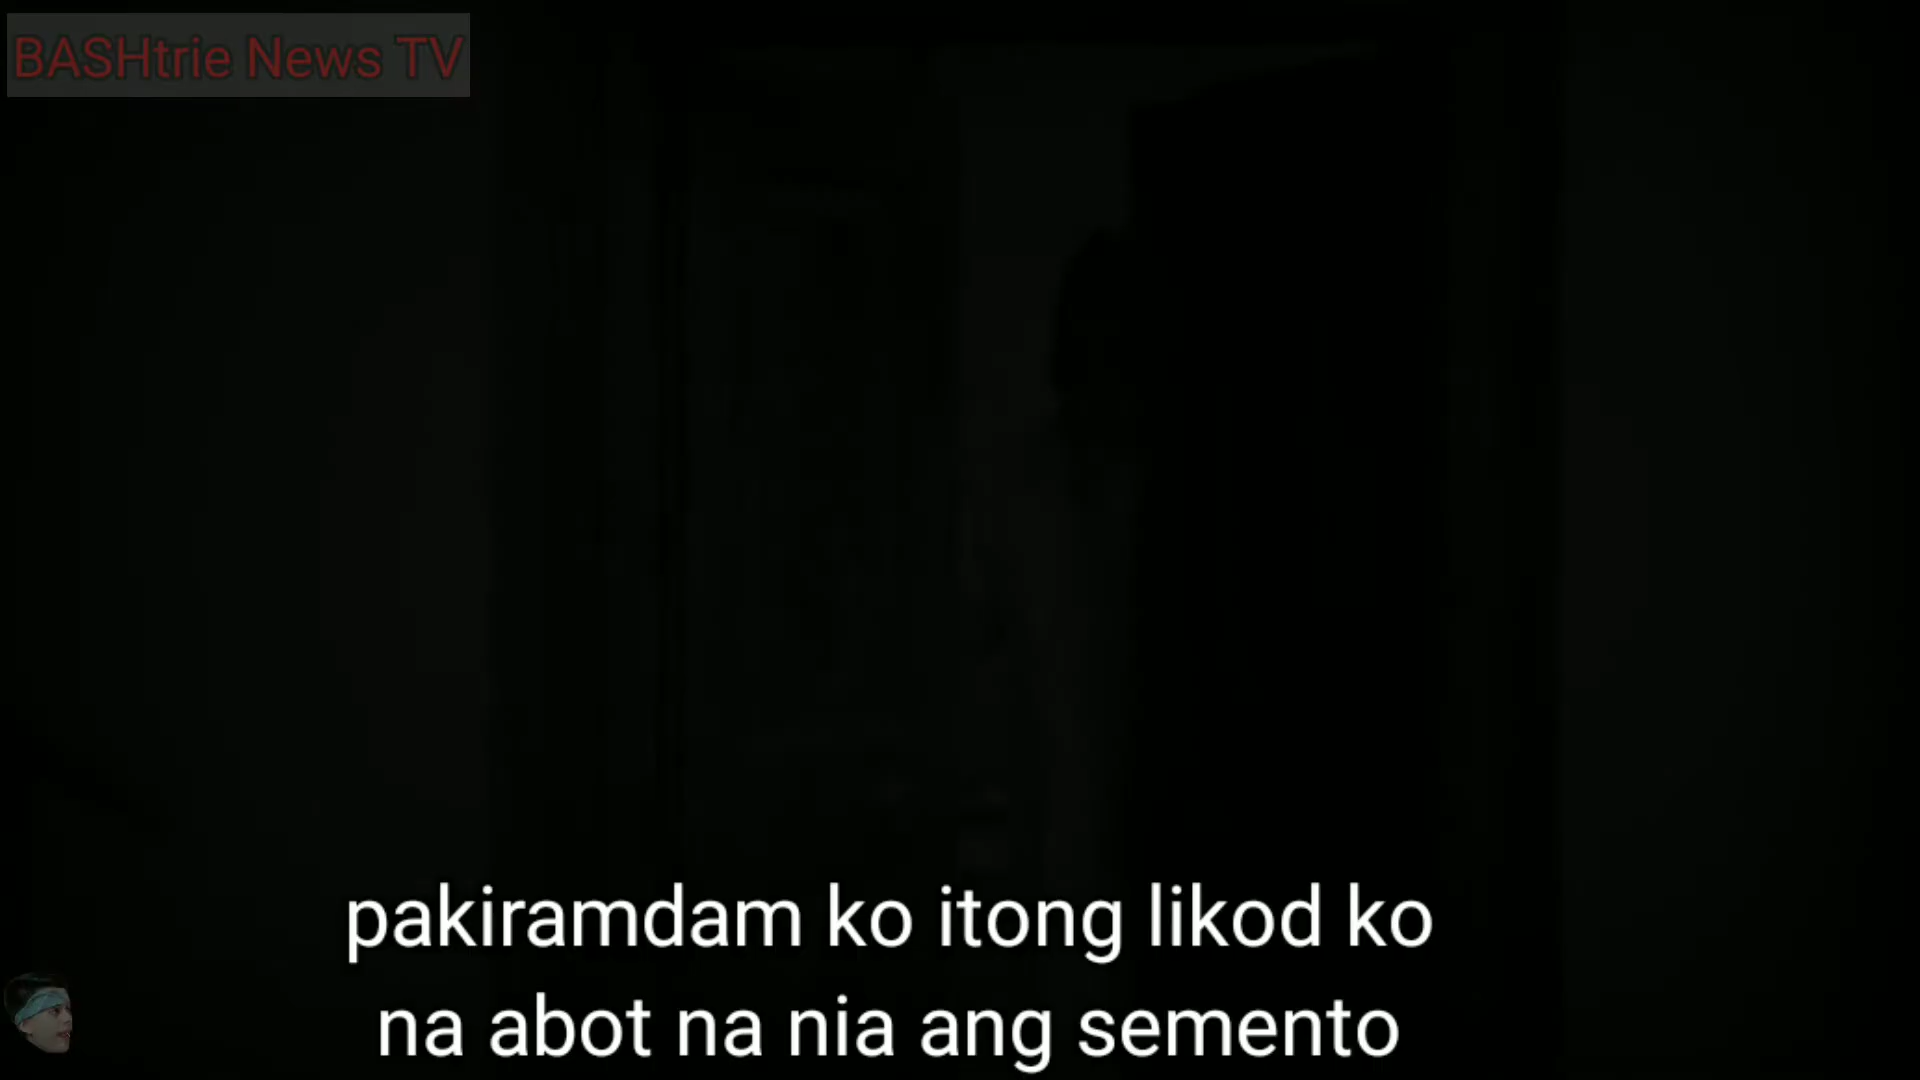 BASHtrie News TV
pakiramdam ko itong likod ko
na abot na nia ang semento